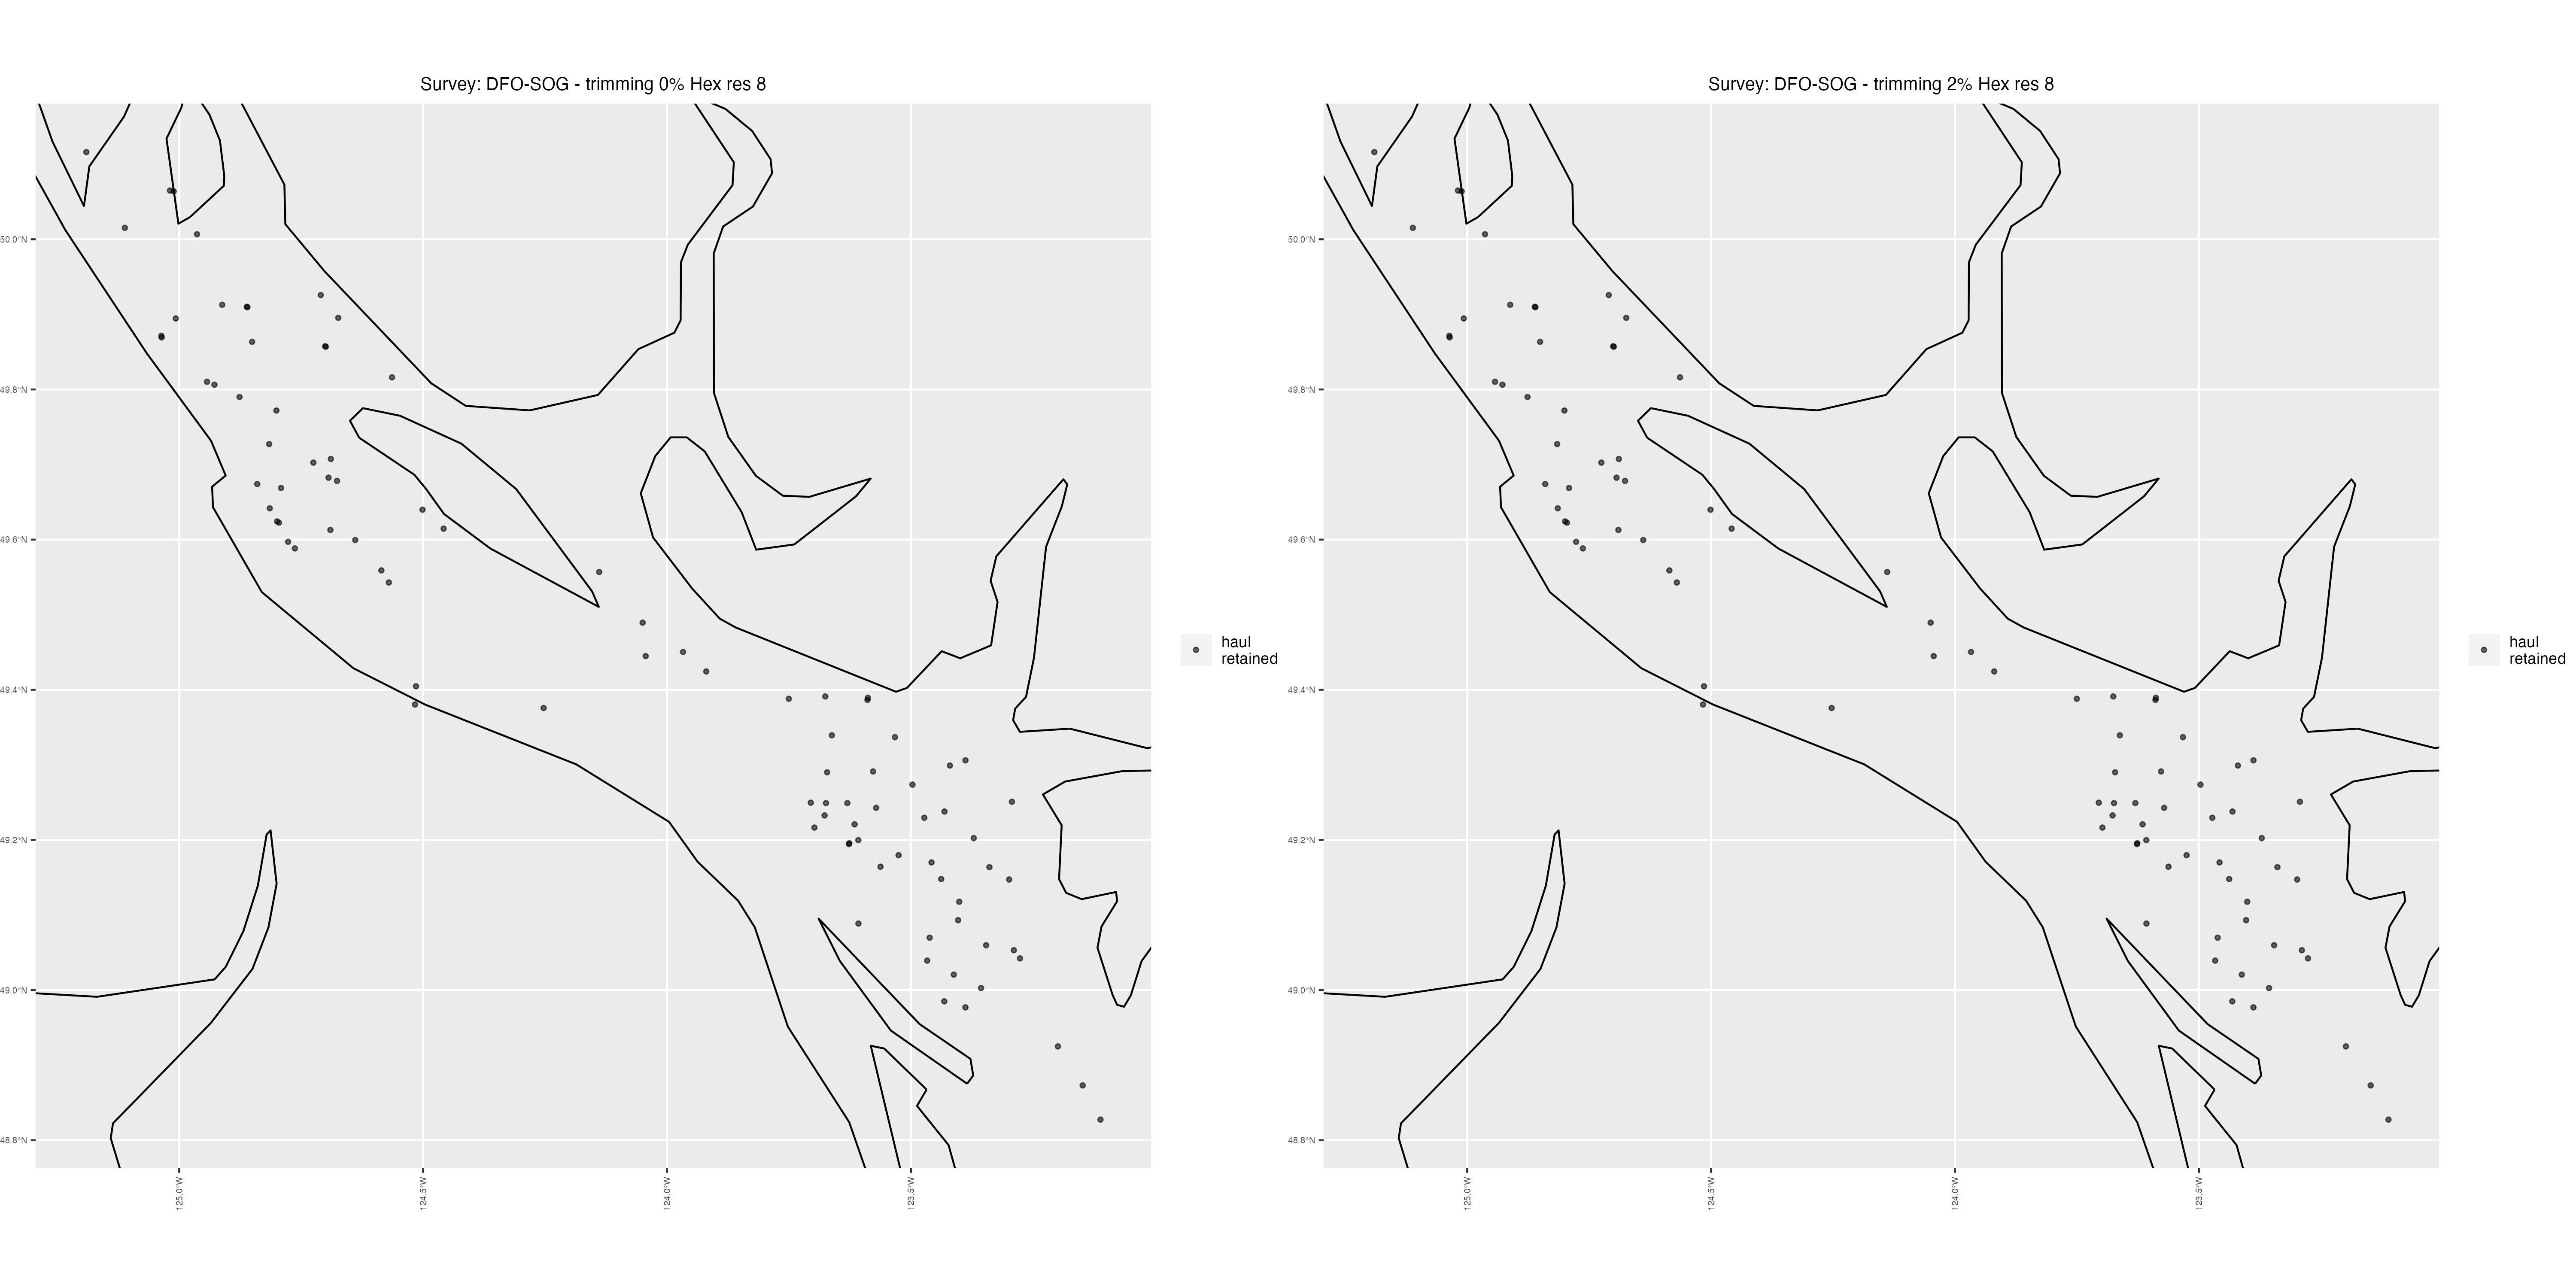 Survey: DFO-SOG - trimming 0% Hex res 8
50.0°N
49.8°N
49.6°N
49.4°N
49.2°N
49.0°N
48.8°N
125.0°W
124.5°W
124.0°W
123.5°W
haul
retained
Survey: DFO-SOG - trimming 2% Hex res 8
50.0°N
49.8°N
49.6°N
49.4°N
49.2°N
49.0°N
48.8°N
125.0°W
124.5°W
124.0°W
123.5°W
haul
retained